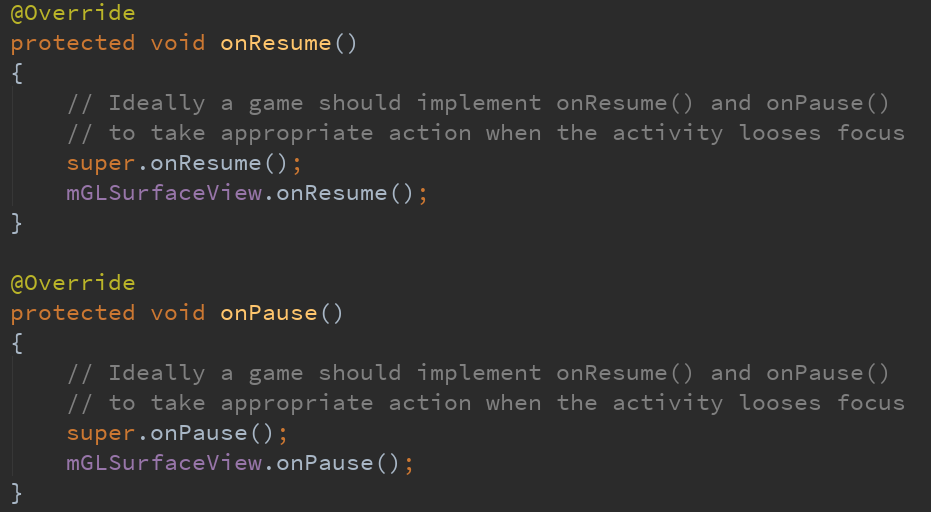 @Override
protected void onResume()
{
    // Ideally a game should implement onResume() and onPause()
    // to take appropriate action when the activity looses focus
    super.onResume();
    mGLSurfaceView.onResume();
}

@Override
protected void onPause()
{
    // Ideally a game should implement onResume() and onPause()
    // to take appropriate action when the activity looses focus
    super.onPause();
    mGLSurfaceView.onPause();
}